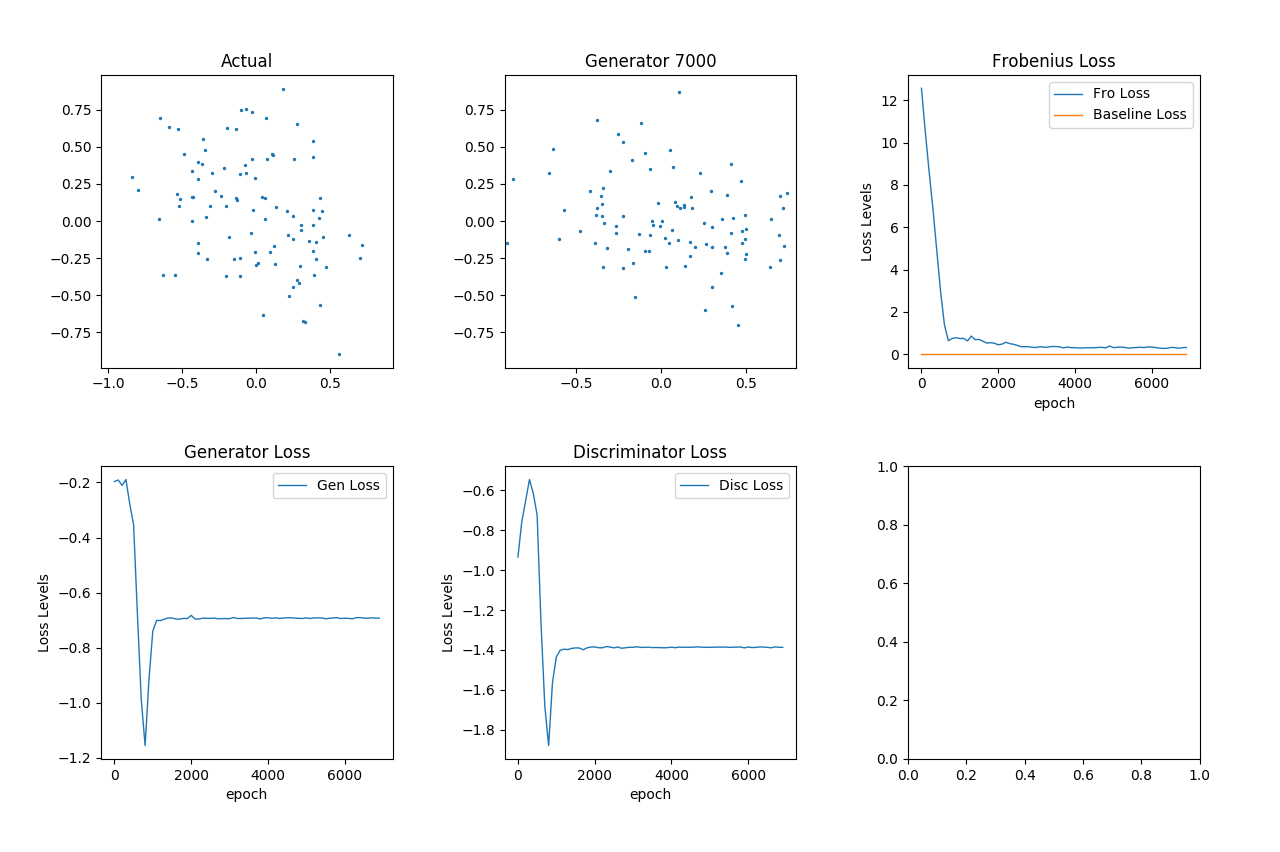 Actual
0.75
0.50
0.25
0.00
−0.25
−0.50
−0.75
−1.0 −0.5 0.0 0.5
Generator 7000
0.75
0.50
0.25
0.00
−0.25
−0.50
−0.75
−0.5 0.0 0.5
Frobenius Loss
Fro Loss
Baseline Loss
Loss Levels
12
10
8
6
4
2
0
0 2000 4000 6000
epoch
Generator Loss
Gen Loss
Loss Levels
−0.2
−0.4
−0.6
−0.8
−1.0
−1.2
0 2000 4000 6000
epoch
Discriminator Loss
Disc Loss
Loss Levels
−0.6
−0.8
−1.0
−1.2
−1.4
−1.6
−1.8
0 2000 4000 6000
epoch
1.0
0.8
0.6
0.4
0.2
0.0
0.0 0.2 0.4 0.6 0.8 1.0